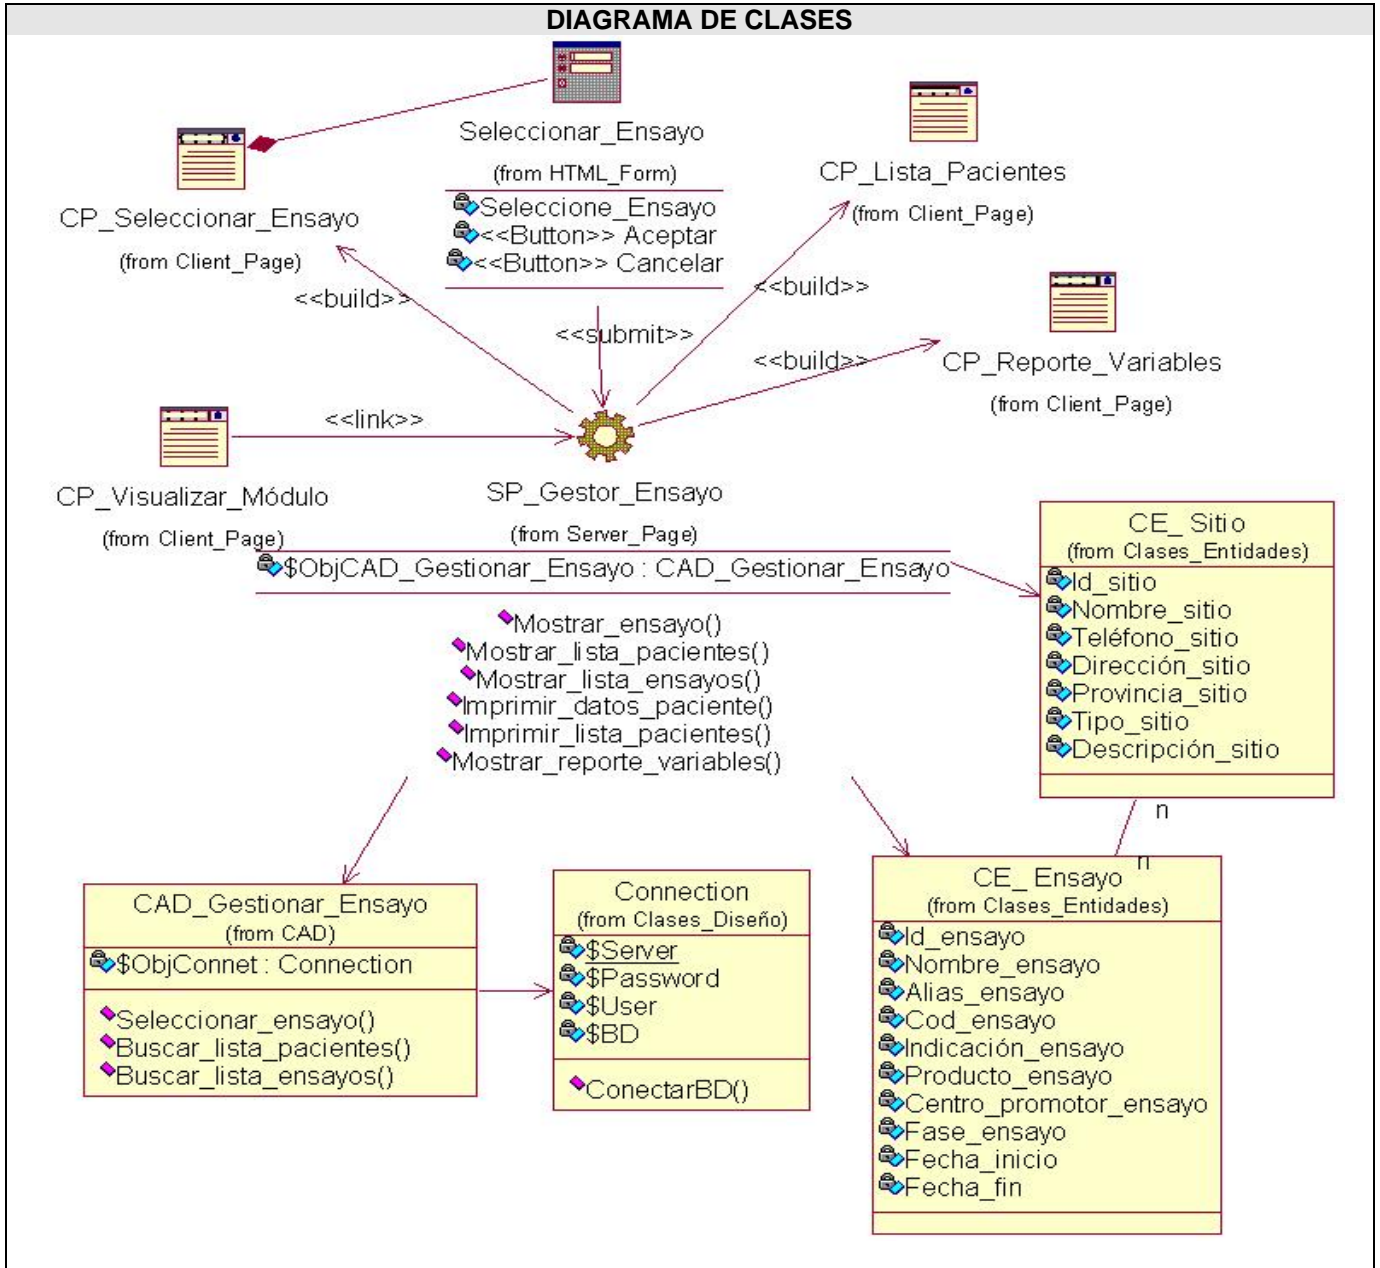 DIAGRAMA DE CLASES
Seleccionar_Ensayo
(from HTML_Form)
Seleccione_Ensayo
<<Button>> Aceptar
<<Button>> Cancelar
CP_Lista_Pacientes
(from Client_Page)
CP_Seleccionar_Ensayo
(from Client_Page)
<<build>>
<<submit>>
<<build>>
<<build>>
CP_Reporte_Variables
(from Client_Page)
<<link>>
CP_Visualizar_Módulo
(from Client_Page)
SP_Gestor_Ensayo
(from Server_Page)
$ObjCAD_Gestionar_Ensayo : CAD_Gestionar_Ensayo
Mostrar_ensayo()
Mostrar_lista_pacientes()
Mostrar_lista_ensayos()
Imprimir_datos_paciente()
Imprimir_lista_pacientes()
Mostrar_reporte_variables()
CE_ Sitio
(from Clases_Entidades)
Id_sitio
Nombre_sitio
Teléfono_sitio
Dirección_sitio
Provincia_sitio
Tipo_sitio
Descripción_sitio
n
n
CAD_Gestionar_Ensayo
(from CAD)
$ObjConnet : Connection
Seleccionar_ensayo()
Buscar_lista_pacientes()
Buscar_lista_ensayos()
Connection
(from Clases_Diseño)
$Server
$Password
$User
$BD
ConectarBD()
CE_ Ensayo
(from Clases_Entidades)
Id_ensayo
Nombre_ensayo
Alias_ensayo
Cod_ensayo
Indicación_ensayo
Producto_ensayo
Centro_promotor_ensayo
Fase_ensayo
Fecha_inicio
Fecha_fin